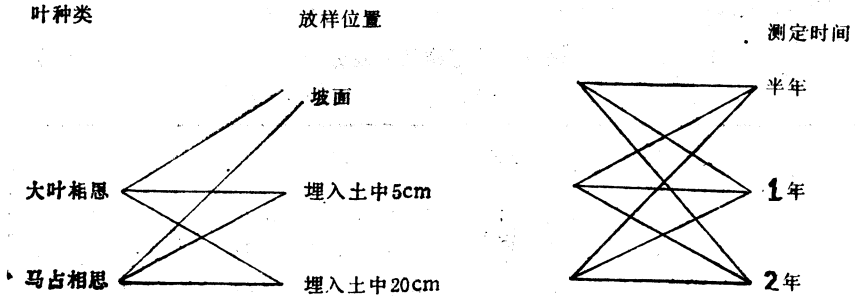 叶种类
放样位置
测定时间
坡面
半年
大叶相思
埋入土中5cm
1年
马占相思
埋入土中20cm
2年